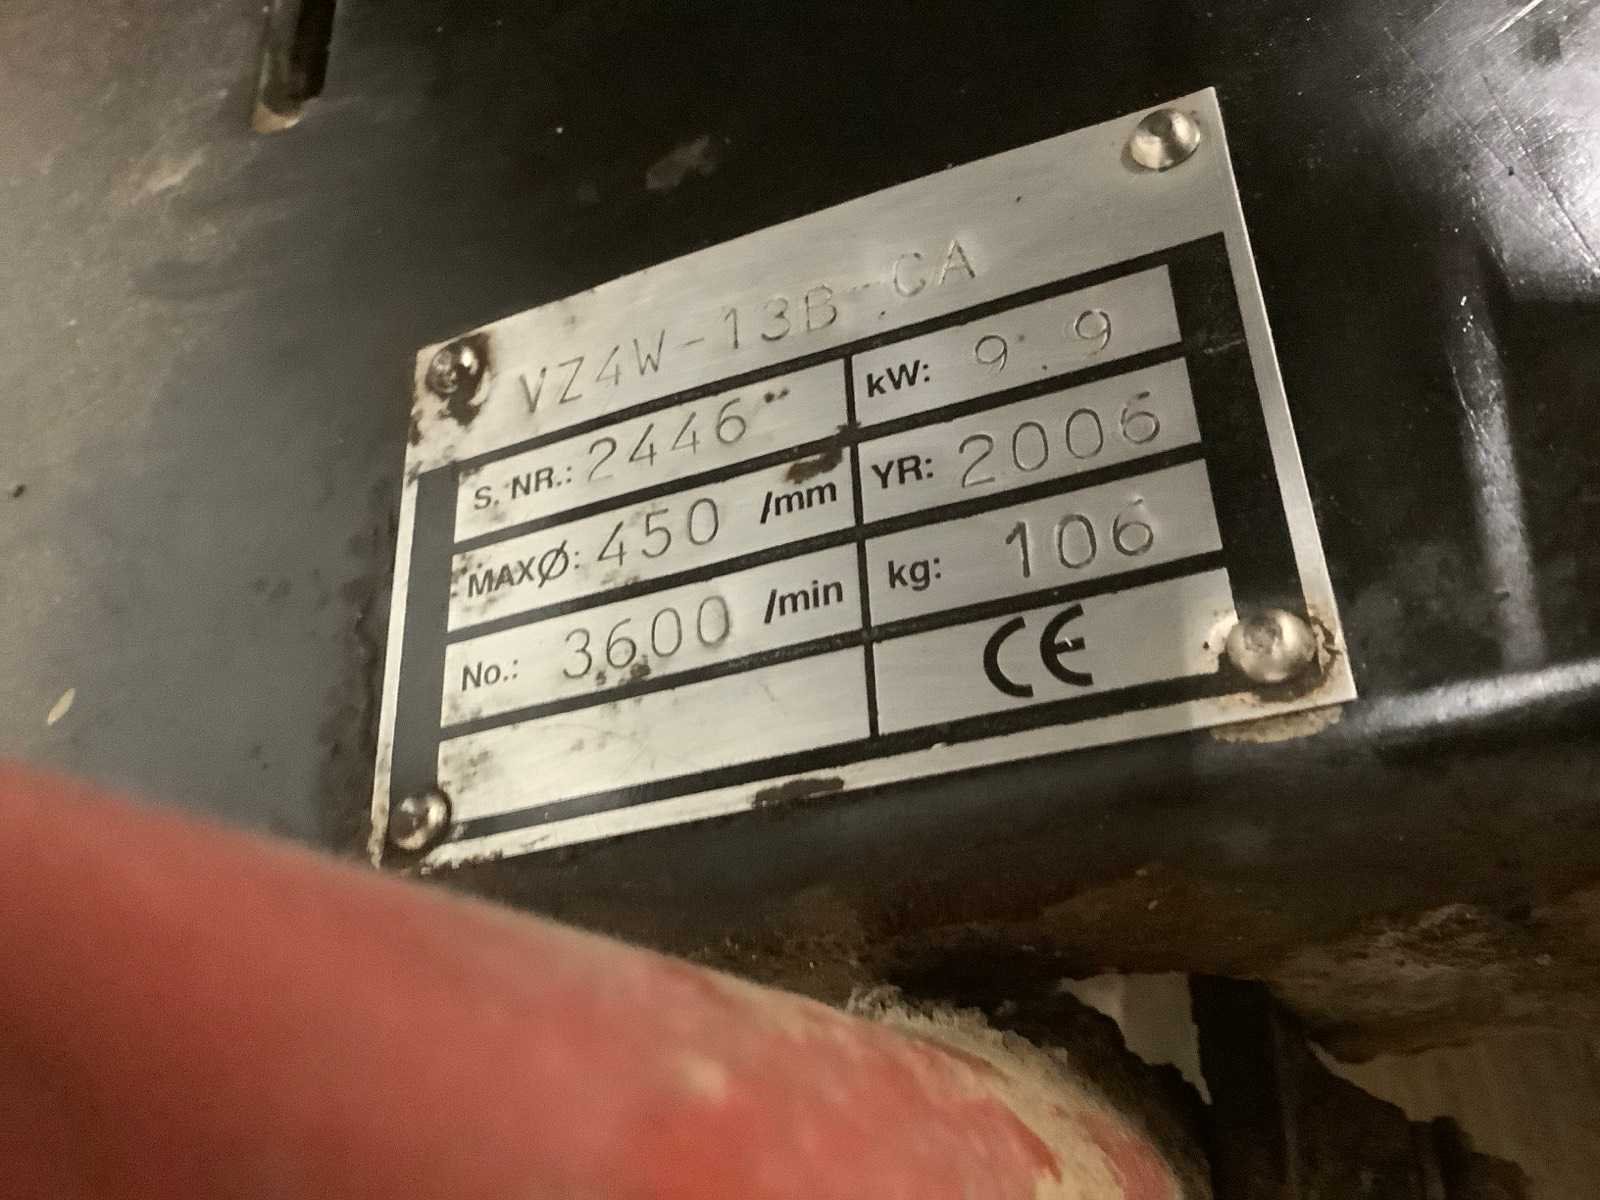 VZ4W-13B-CA
S. NR.: 2446 kW: 9.9
MAXØ: 450 /mm YR: 2006
No.: 3600 /min kg: 106
CE